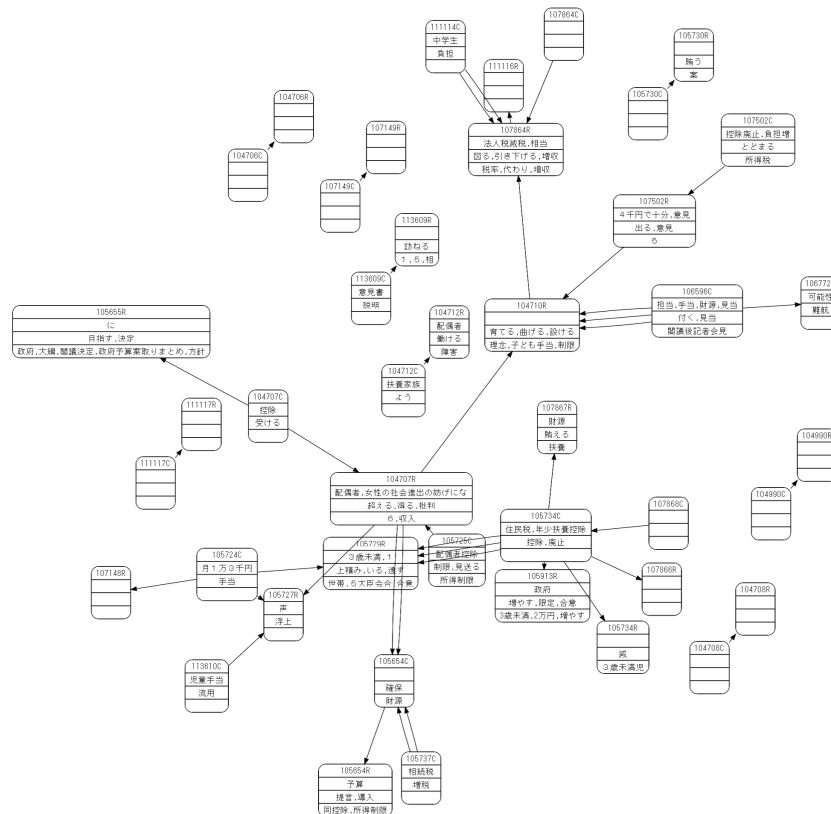 111114C
中学生
負担
107864C
111116R
105730R
賄う
案
105730C
104706R
104706C
107149R
107149C
107864R
法人税減税,相当
図る,引き下げる,増収
税率,代わり,増収
107502C
控除廃止,負担増
とどまる
所得税
107502R
4千円で十分,意見
出る,意見
5
113609R
訪ねる
1,5,相
113609C
意見書
説明
106596C
担当,手当,財源,見当
付く,見当
閣議後記者会見
106772
可能性
難航
105655R
に
目指す,決定
政府,大綱,閣議決定,政府予算案取りまとめ,方針
104712R
配偶者
働ける
障害
104710R
育てる,曲げる,設ける
理念,子ども手当,制限
104712C
扶養家族
よう
104707C
控除
受ける
111117R
111117C
107867R
財源
賄える
扶養
104990R
104990C
104707R
配偶者,女性の社会進出の妨げにな
超える,得る,批判
6,収入
105734C
住民税,年少扶養控除
控除,廃止
107868C
105729R
3歳未満,1
上積み,いる,遣す
世帯,5大臣会合,合意
105725C
配偶者控除
制限,見送る
所得制限
105724C
月1万3千円
手当
107148R
107866R
105913R
政府
増やす,限定,合意
3歳未満,2万円,増やす
105727R
声
浮上
104708R
104708C
105734R
減
3歳未満児
113610C
児童手当
流用
105654C
確保
財源
105737C
相続税
増税
105654R
予算
提言,導入
同控除,所得制限